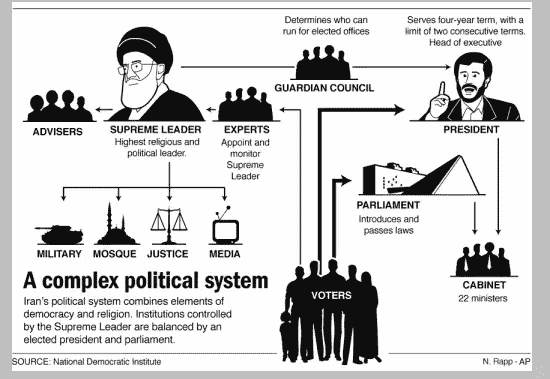 Determines who can
run for elected offices
GUARDIAN COUNCIL
Serves four-year term, with a
limit of two consecutive terms.
Head of executive
PRESIDENT
ADVISERS
SUPREME LEADER
Highest religious and
political leader.
EXPERTS
Appoint and
monitor
Supreme
Leader
PARLIAMENT
Introduces and
passes laws
MILITARY
MOSQUE
JUSTICE
MEDIA
CABINET
22 ministers
VOTERS
A complex political system
Iran's political system combines elements of
democracy and religion. Institutions controlled
by the Supreme Leader are balanced by an
elected president and parliament.
SOURCE: National Democratic Institute
N. Rapp - AP